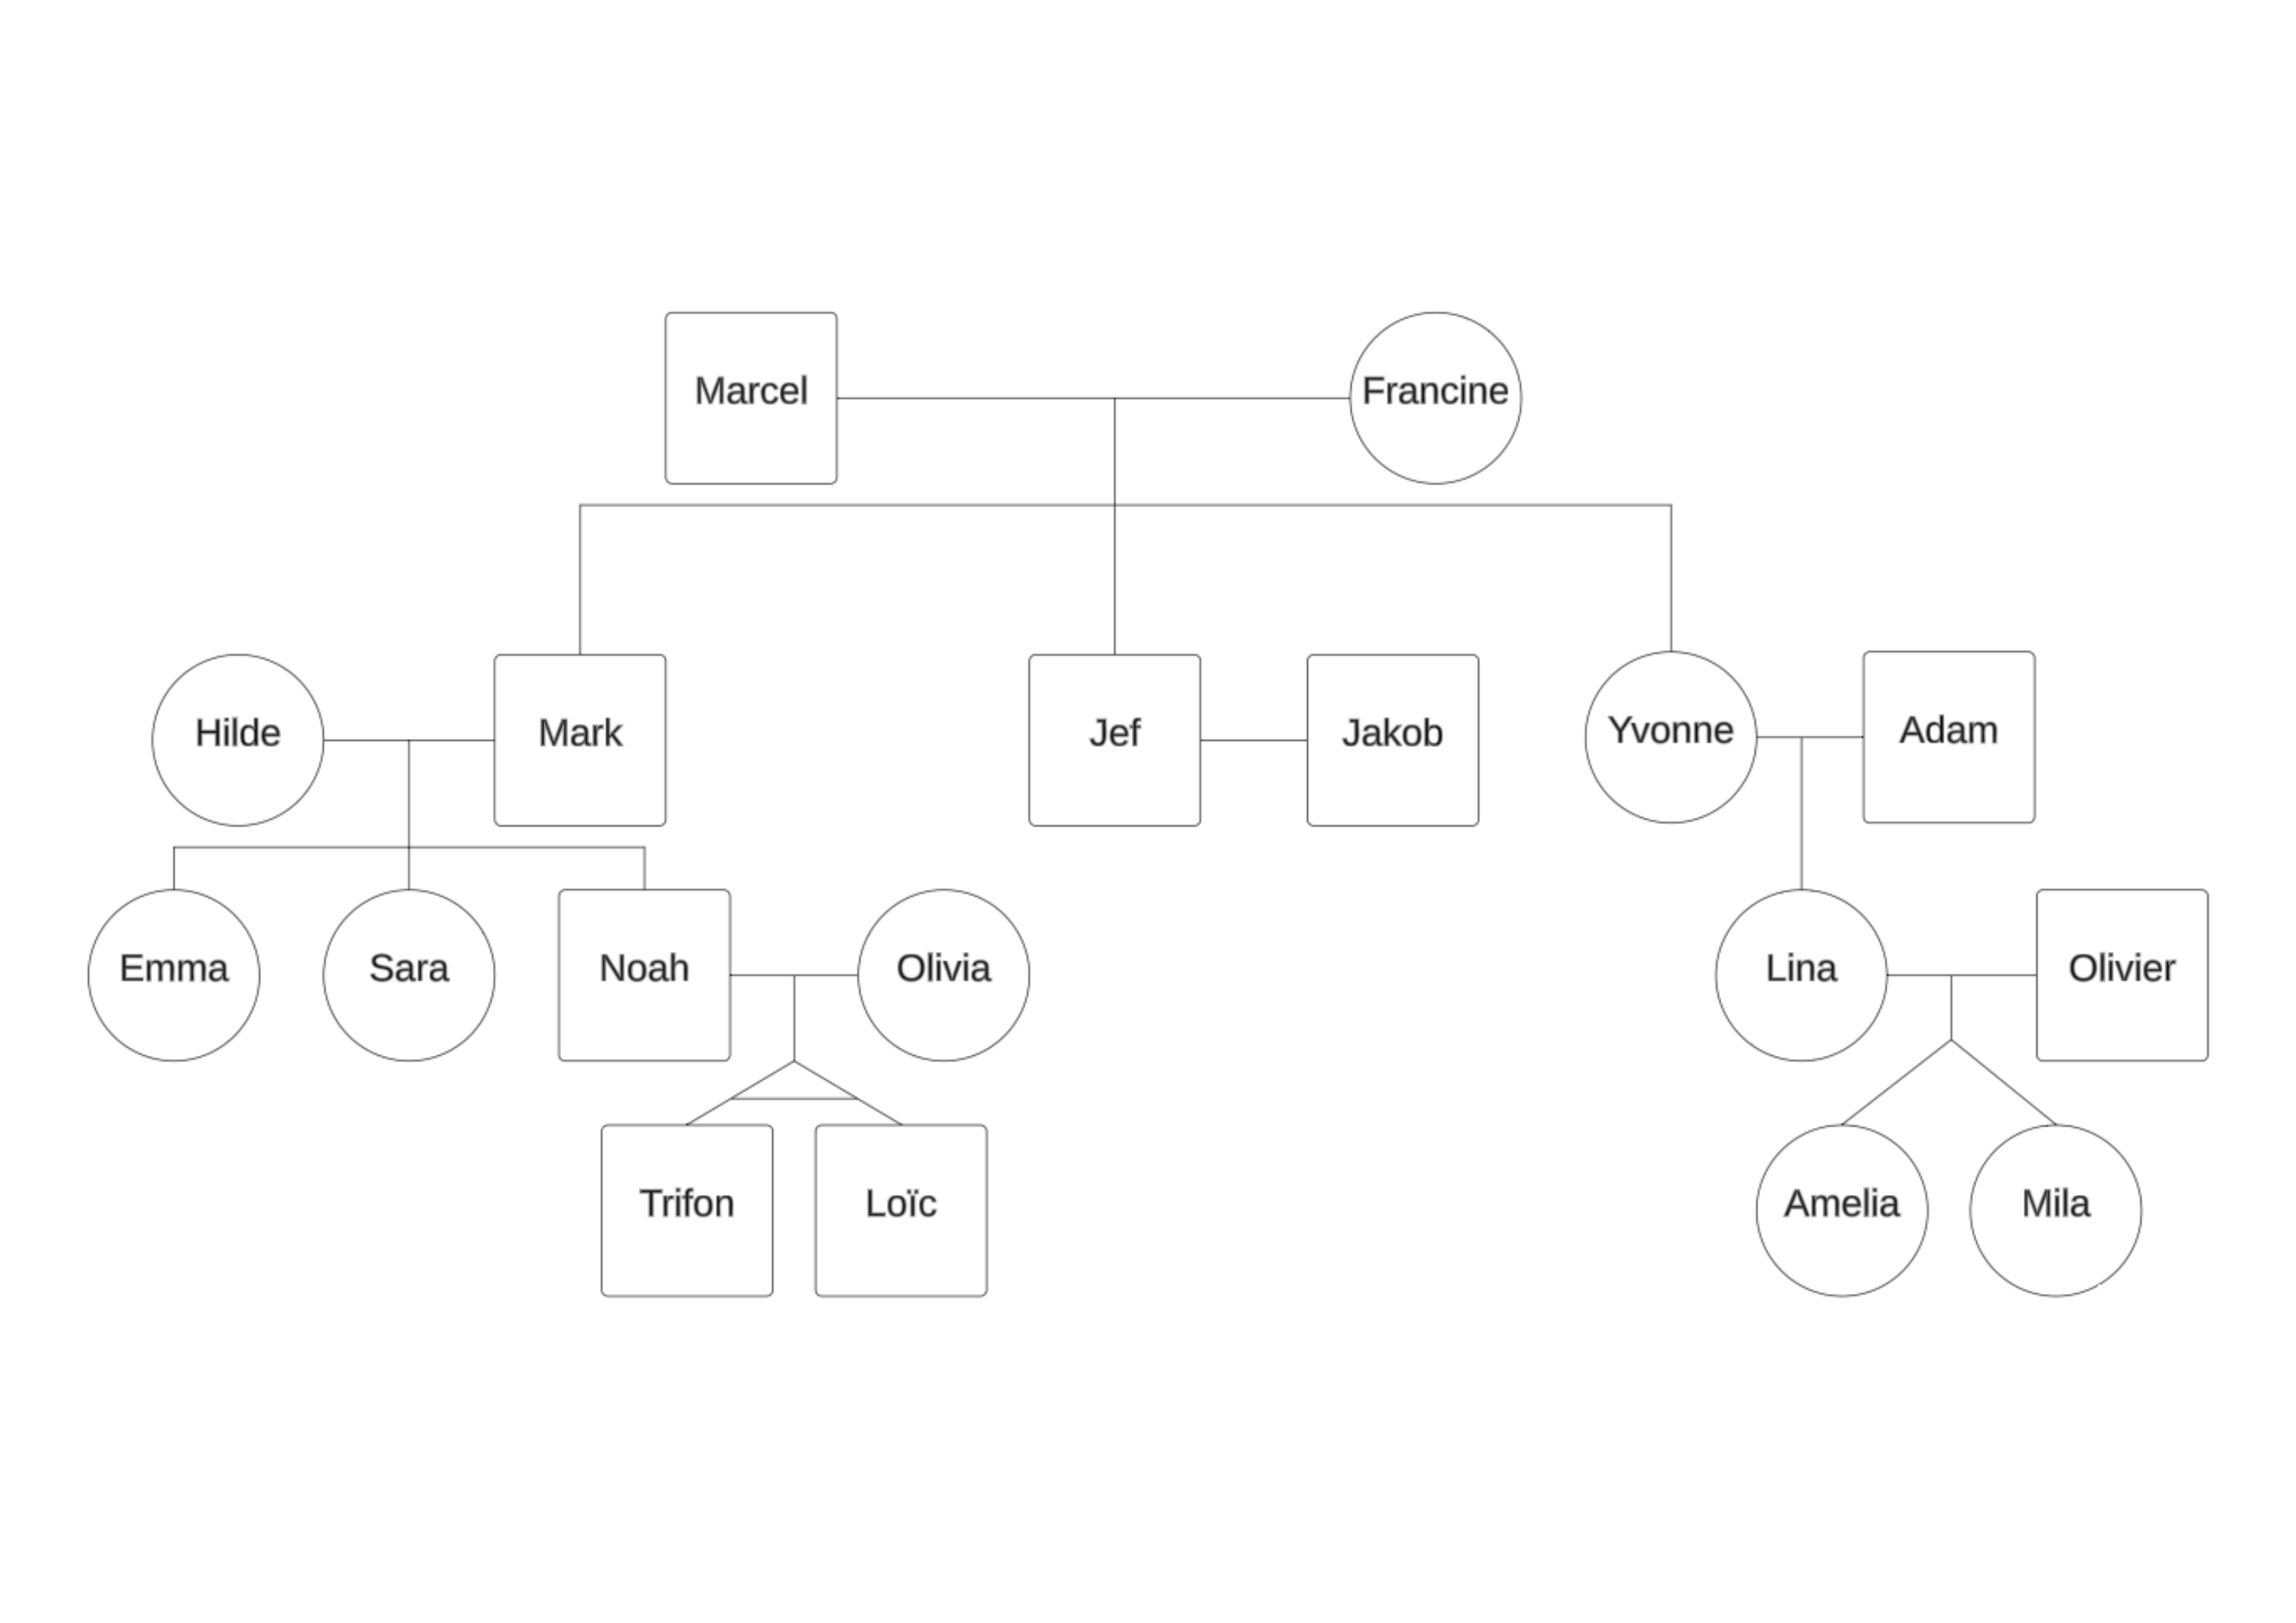 Marcel
Francine
Hilde
Mark
Jef
Jakob
Yvonne
Adam
Emma
Sara
Noah
Olivia
Lina
Olivier
Trifon
Loïc
Amelia
Mila